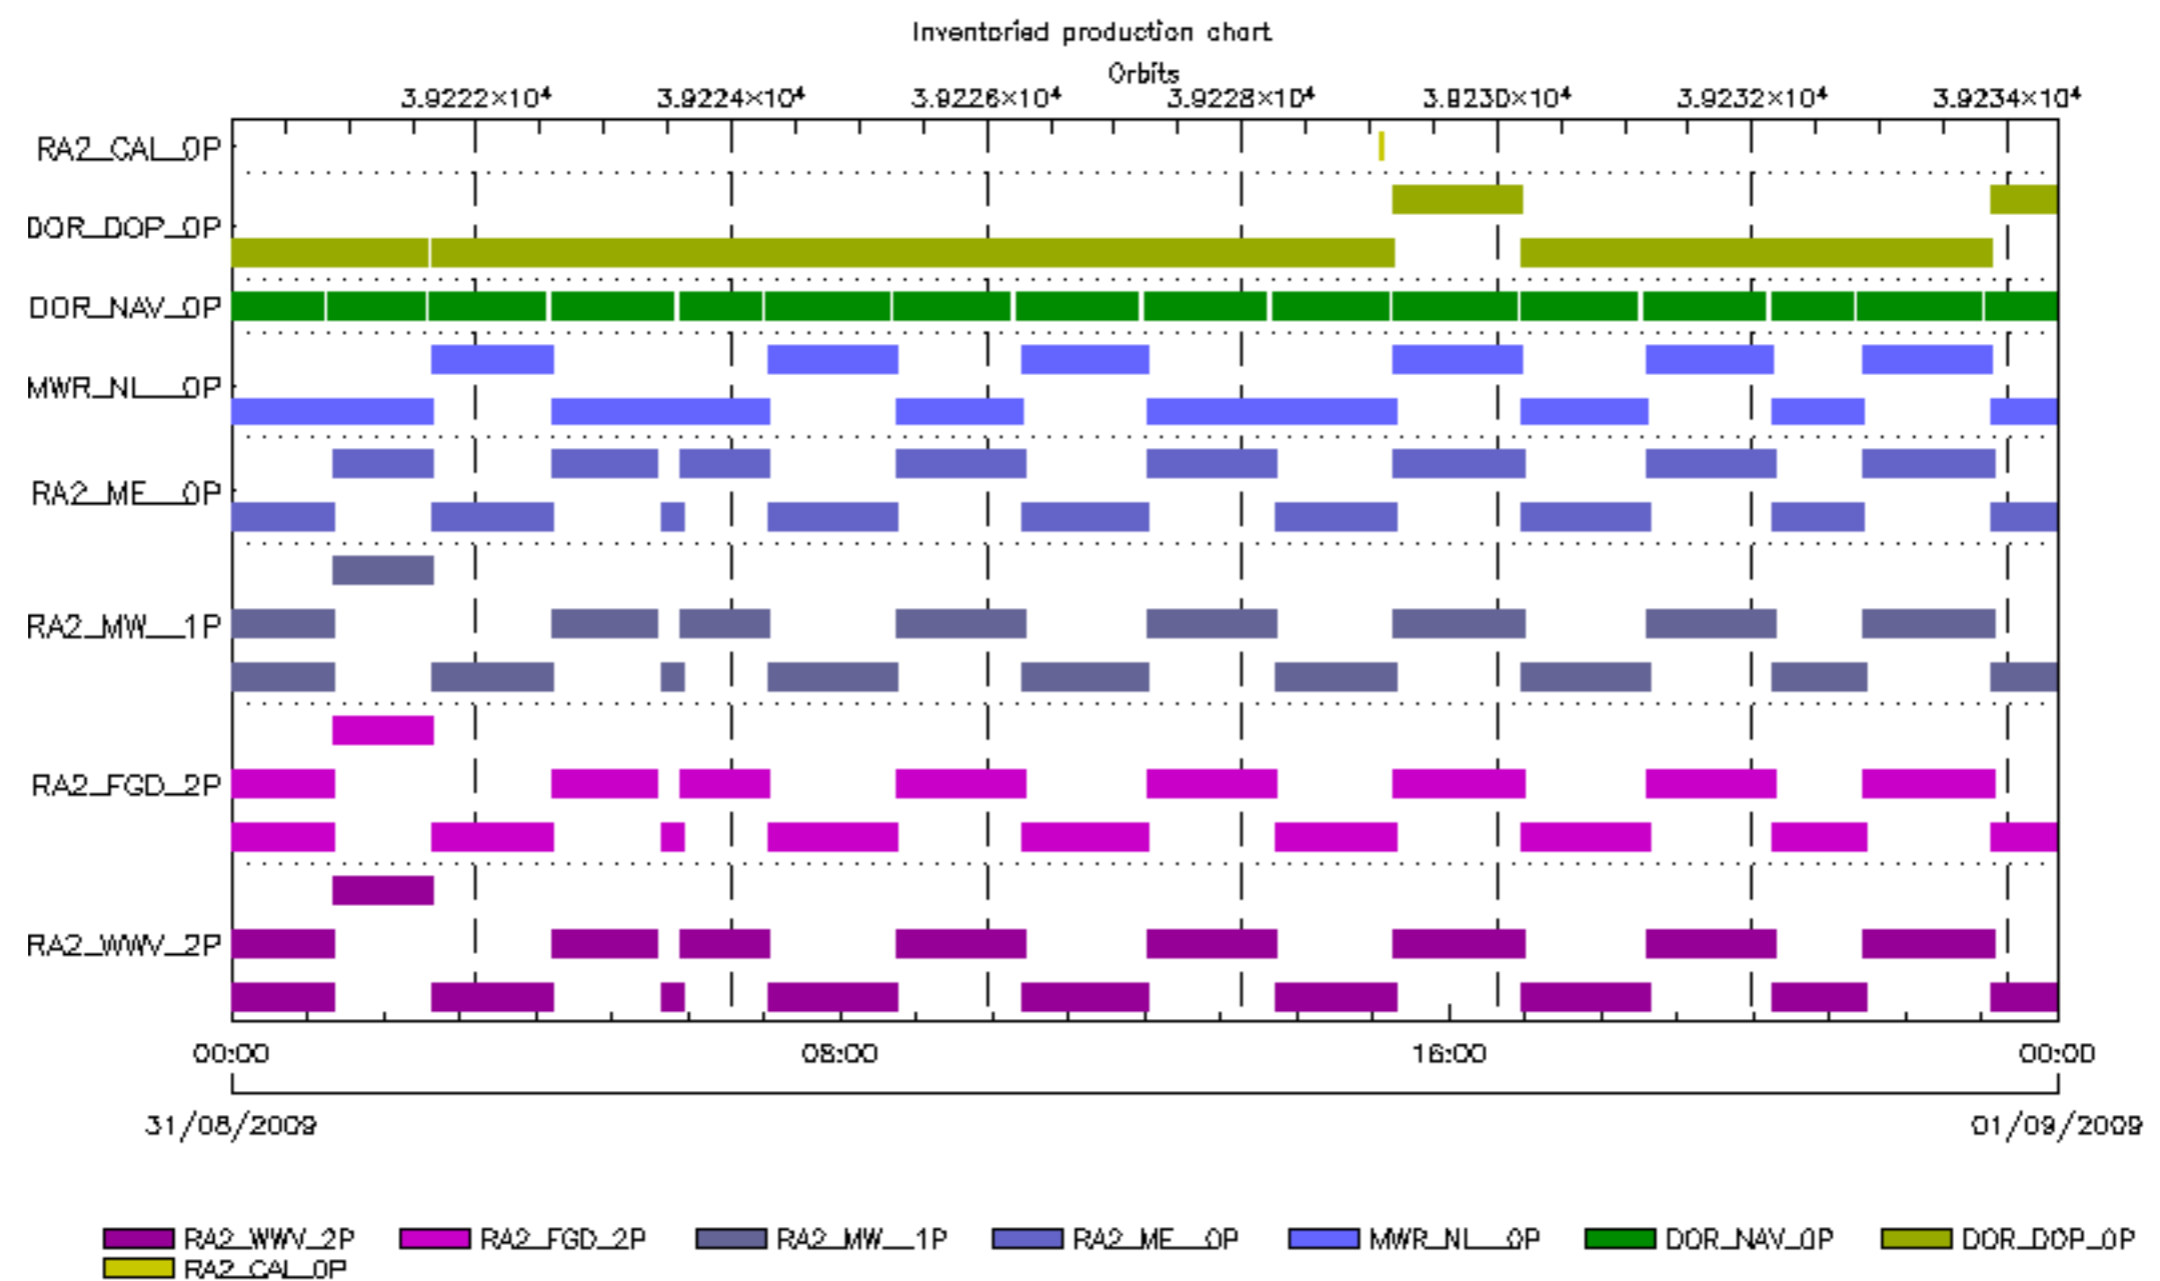 Inventoried production chart
Orbits
3.9222×10⁴ 3.9224×10⁴ 3.9226×10⁴ 3.9228×10⁴ 3.9230×10⁴ 3.9232×10⁴ 3.9234×10⁴
RA2_CAL_0P
DOR_DOP_0P
DOR_NAV_0P
MWR_NL__0P
RA2_ME__0P
RA2_MW__1P
RA2_FGD_2P
RA2_WWV_2P
00:00 08:00 16:00 00:00
31/08/2009 01/09/2009
RA2_WWV_2P RA2_FGD_2P RA2_MW__1P RA2_ME__0P MWR_NL__0P DOR_NAV_0P DOR_DOP_0P
RA2_CAL_0P